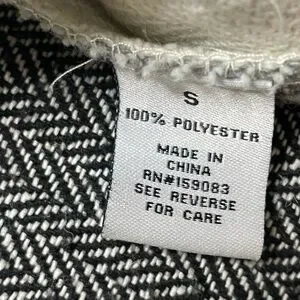 S
100% POLYESTER
MADE IN
CHINA
RN#159083
SEE REVERSE
FOR CARE